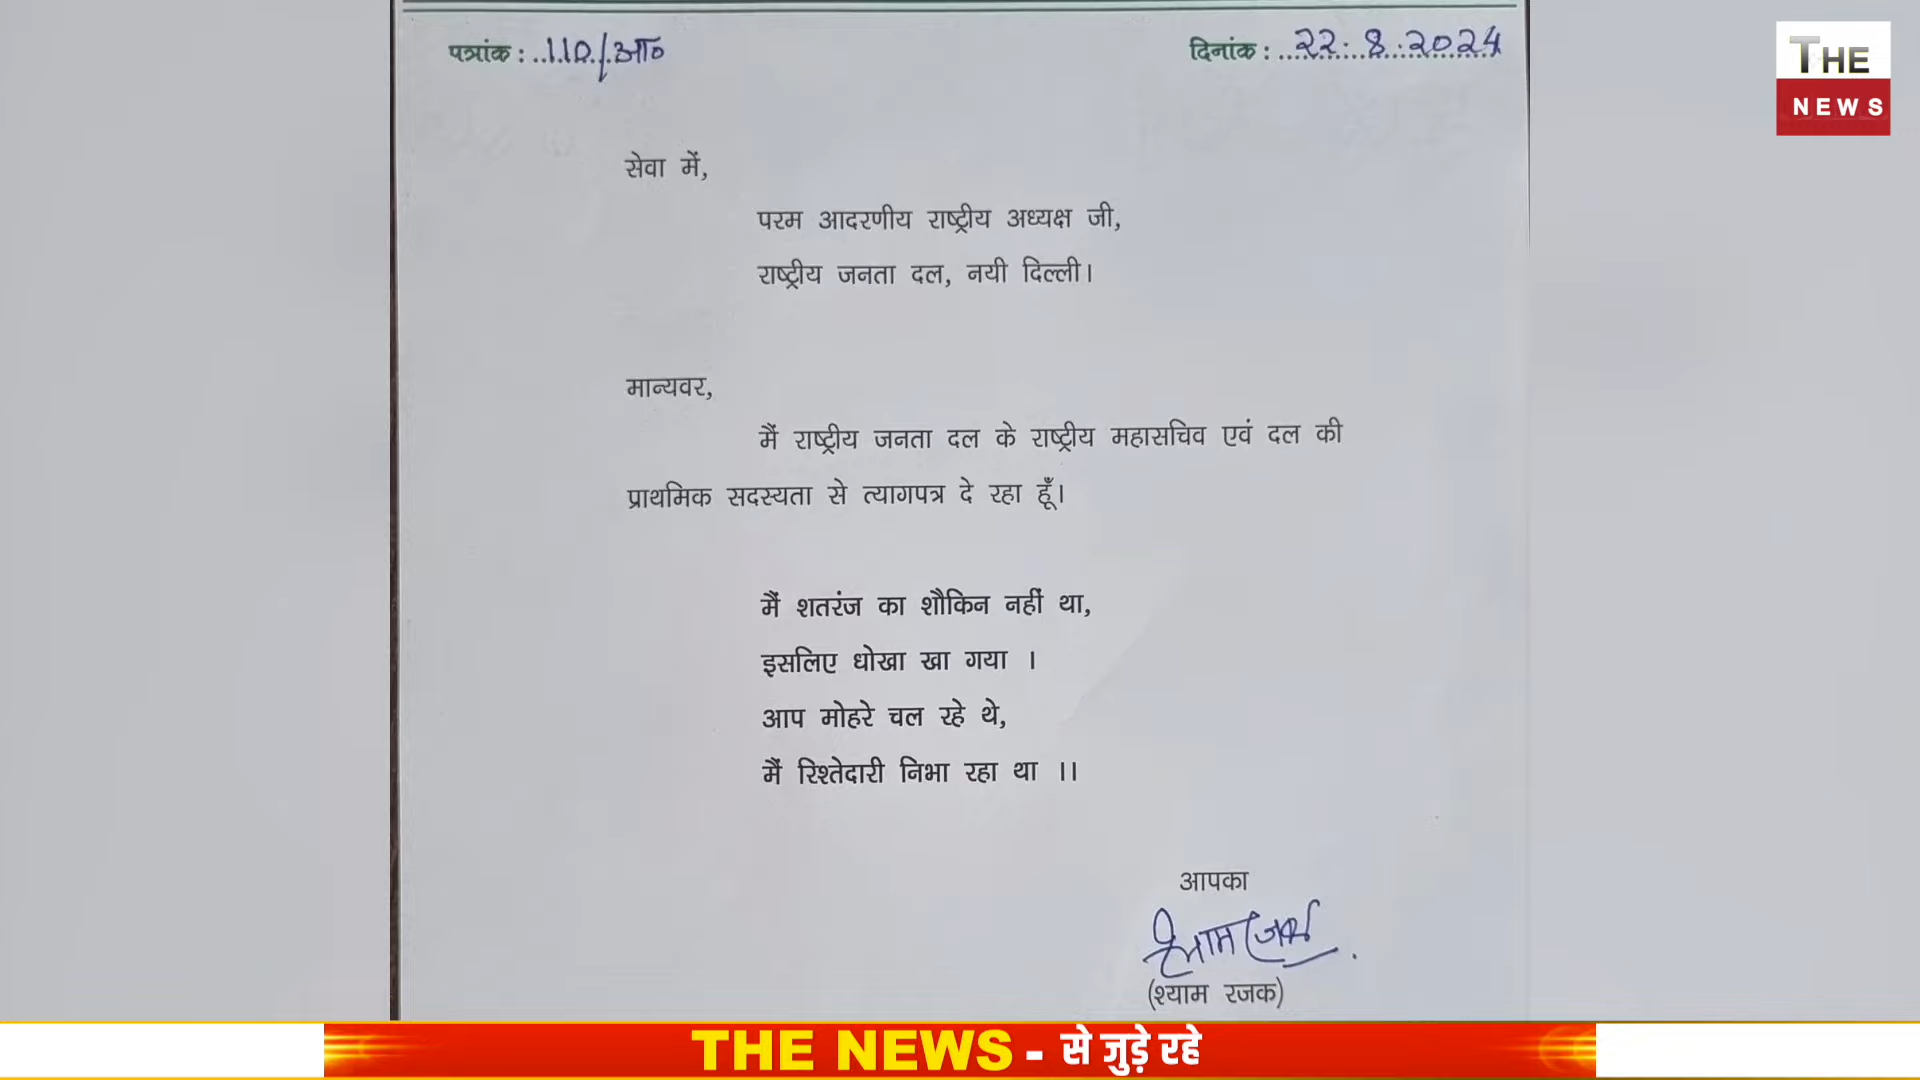 पत्रांक : 110/आ०
दिनांक : 22.8.2024
THE
NEWS
सेवा में,
परम आदरणीय राष्ट्रीय अध्यक्ष जी,
राष्ट्रीय जनता दल, नयी दिल्ली।
मान्यवर,
मैं राष्ट्रीय जनता दल के राष्ट्रीय महासचिव एवं दल की
प्राथमिक सदस्यता से त्यागपत्र दे रहा हूँ।
मैं शतरंज का शौकिन नहीं था,
इसलिए धोखा खा गया ।
आप मोहरे चल रहे थे,
मैं रिश्तेदारी निभा रहा था ।।
आपका
श्याम रजक
(श्याम रजक)
THE NEWS - से जुड़े रहे